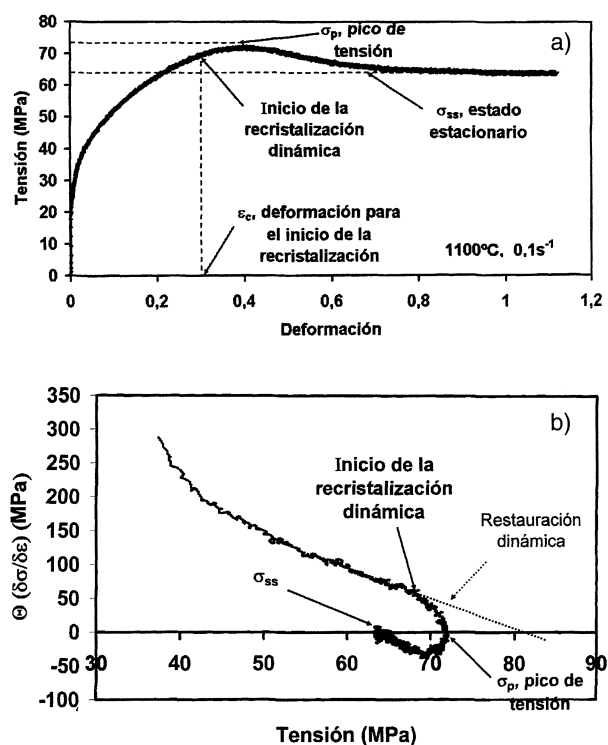 a)
Tensión (MPa)
80
70
60
50
40
30
20
10
0
σp, pico de
tensión
Inicio de la
recristalización
dinámica
σss, estado
estacionario
εc, deformación para
el inicio de la
recristalización
1100ºC, 0,1s-1
0
0,2
0,4
0,6
0,8
1
1,2
Deformación
b)
Θ (δσ/δε) (MPa)
350
300
250
200
150
100
50
0
-50
-100
Inicio de la
recristalización
dinámica
Restauración
dinámica
σss
σp, pico de
tensión
30
40
50
60
70
80
90
Tensión (MPa)